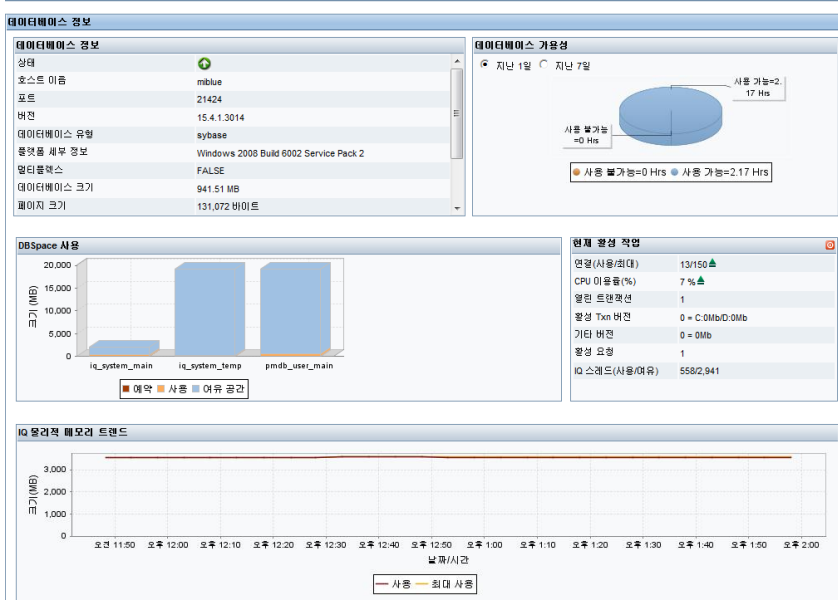 데이터베이스 정보
데이터베이스 정보
상태
호스트 이름 miblue
포트 21424
버전 15.4.1.3014
데이터베이스 유형 sybase
플랫폼 세부 정보 Windows 2008 Build 6002 Service Pack 2
멀티플렉스 FALSE
데이터베이스 크기 941.51 MB
페이지 크기 131,072 바이트
데이터베이스 가용성
지난 1일 지난 7일
사용 가능=2.
17 Hrs
사용 불가능
=0 Hrs
사용 불가능=0 Hrs 사용 가능=2.17 Hrs
DBSpace 사용
크기 (MB)
20,000
15,000
10,000
5,000
0
iq_system_main iq_system_temp pmdb_user_main
예약 사용 여유 공간
현재 활성 작업
연결(사용/최대) 13/150
CPU 이용률(%) 7 %
열린 트랜잭션 1
활성 Txn 버전 0 = C:0Mb/D:0Mb
기타 버전 0 = 0Mb
활성 요청 1
IQ 스레드(사용/여유) 558/2,941
IQ 물리적 메모리 트렌드
크기(MB)
3,000
2,000
1,000
0
오전 11:50 오후 12:00 오후 12:10 오후 12:20 오후 12:30 오후 12:40 오후 12:50 오후 1:00 오후 1:10 오후 1:20 오후 1:30 오후 1:40 오후 1:50 오후 2:00
날짜/시간
사용 최대 사용